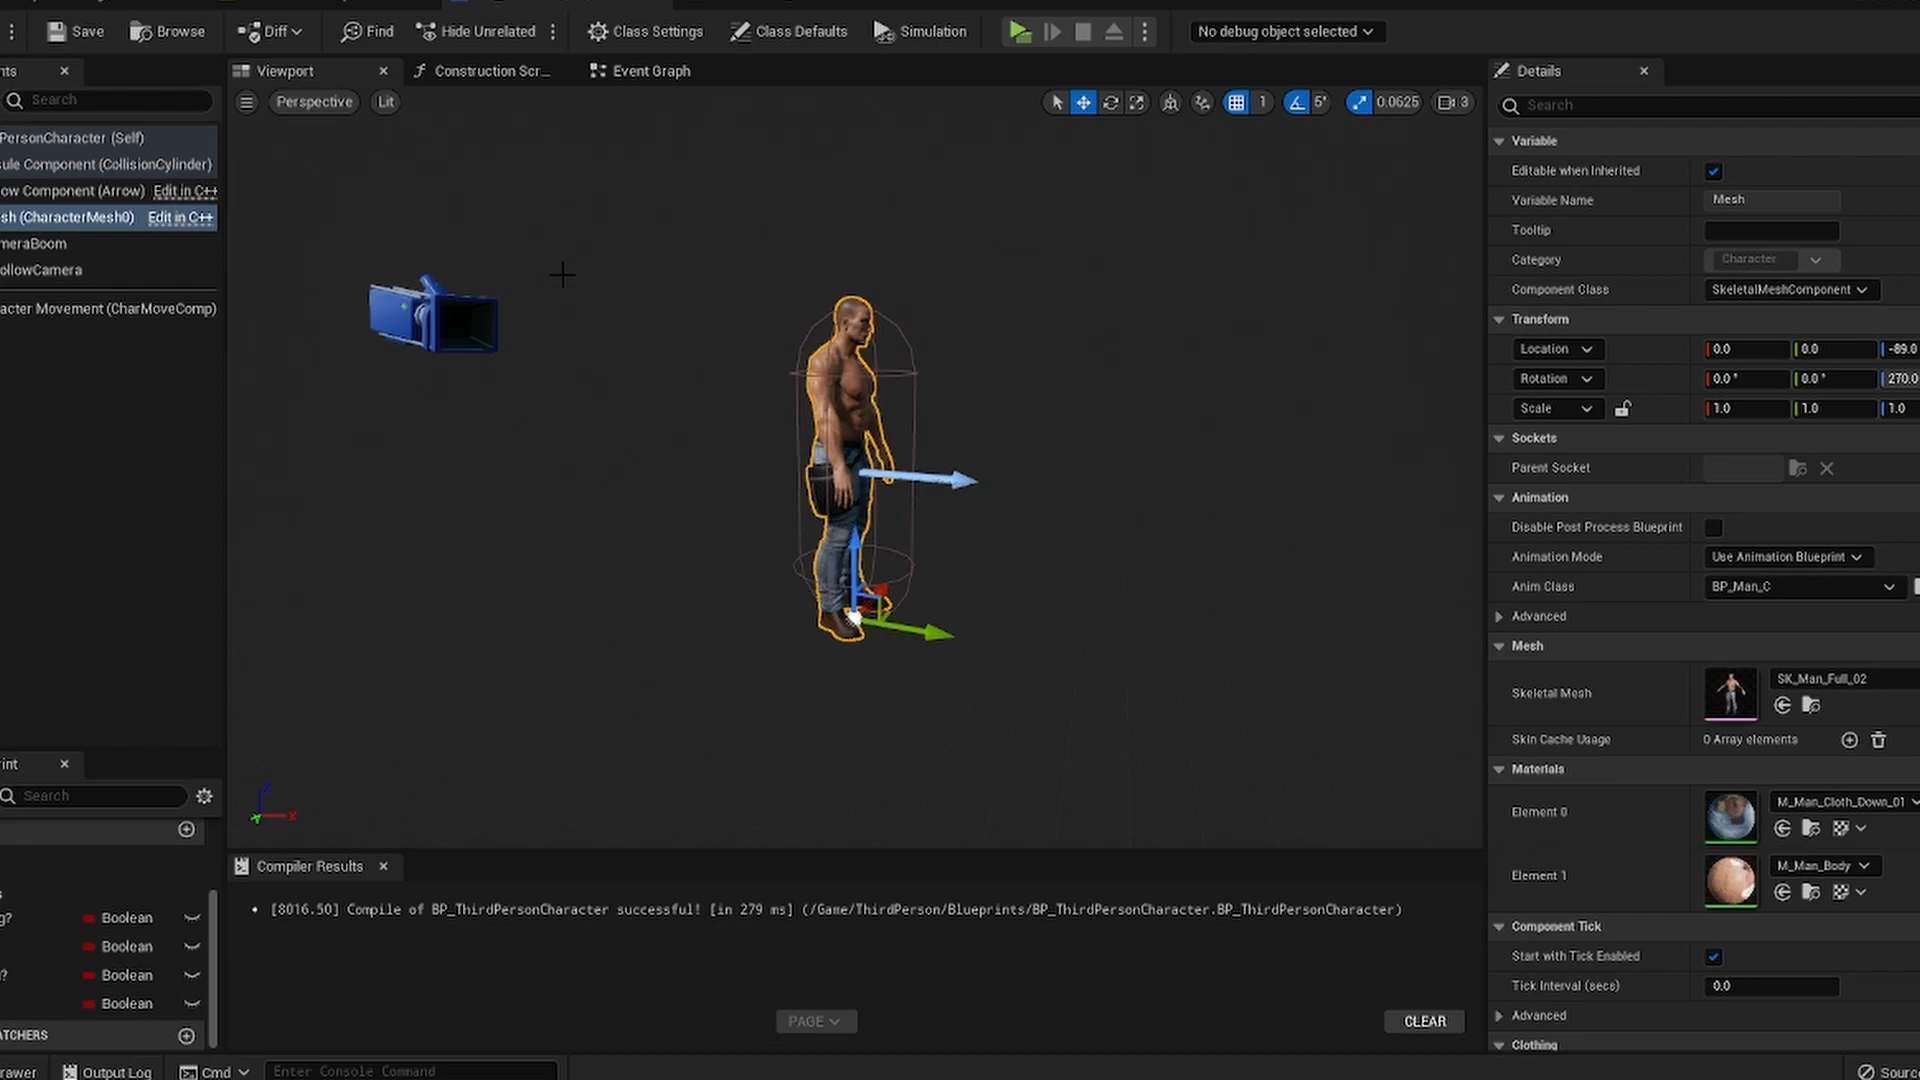 Save
Browse
Diff
Find
Hide Unrelated
Class Settings
Class Defaults
Simulation
No debug object selected
nts
Viewport
Construction Scr...
Event Graph
Details
Search
Perspective
Lit
1
5°
0.0625
3
Search
PersonCharacter (Self)
sule Component (CollisionCylinder)
ow Component (Arrow) Edit in C++
sh (CharacterMesh0) Edit in C++
meraBoom
ollowCamera
acter Movement (CharMoveComp)
Variable
Editable when Inherited
Variable Name Mesh
Tooltip
Category Character
Component Class SkeletalMeshComponent
Transform
Location 0.0 0.0 -89.0
Rotation 0.0° 0.0° 270.0
Scale 1.0 1.0 1.0
Sockets
Parent Socket
Animation
Disable Post Process Blueprint
Animation Mode Use Animation Blueprint
Anim Class BP_Man_C
Advanced
Mesh
Skeletal Mesh SK_Man_Full_02
Skin Cache Usage 0 Array elements
Materials
Element 0 M_Man_Cloth_Down_01
Element 1 M_Man_Body
Component Tick
Start with Tick Enabled
Tick Interval (secs) 0.0
Advanced
Clothing
Z
X
Y
int
Search
s
g? Boolean
Boolean
? Boolean
Boolean
ATCHERS
Compiler Results
• [8016.50] Compile of BP_ThirdPersonCharacter successful! [in 279 ms] (/Game/ThirdPerson/Blueprints/BP_ThirdPersonCharacter.BP_ThirdPersonCharacter)
PAGE
CLEAR
rawer
Output Log
Cmd
Enter Console Command
Sourc